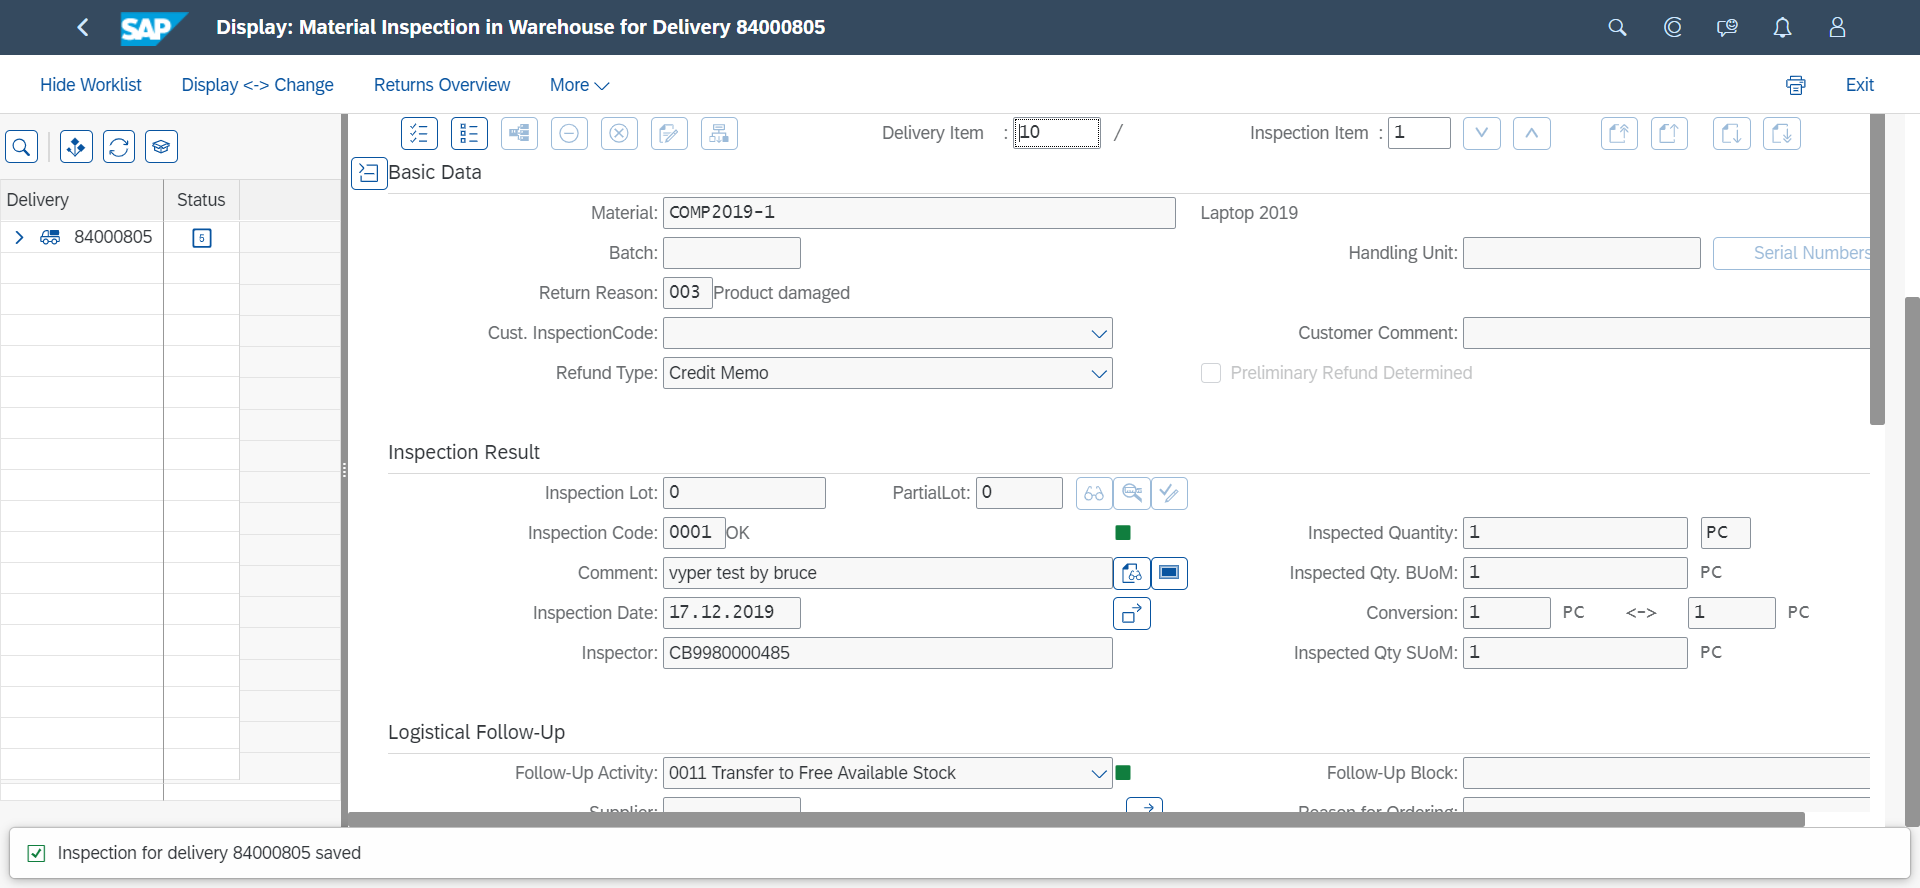 SAP Display: Material Inspection in Warehouse for Delivery 84000805
Hide Worklist Display <-> Change Returns Overview More Exit
Delivery Item : 10 / Inspection Item : 1
Basic Data
Delivery Status
Material: COMP2019-1 Laptop 2019
84000805 5
Batch: Handling Unit: Serial Numbers
Return Reason: 003 Product damaged
Cust. InspectionCode: Customer Comment:
Refund Type: Credit Memo Preliminary Refund Determined
Inspection Result
Inspection Lot: 0 PartialLot: 0
Inspection Code: 0001 OK Inspected Quantity: 1 PC
Comment: vyper test by bruce Inspected Qty. BUoM: 1 PC
Inspection Date: 17.12.2019 Conversion: 1 PC <-> 1 PC
Inspector: CB9980000485 Inspected Qty SUoM: 1 PC
Logistical Follow-Up
Follow-Up Activity: 0011 Transfer to Free Available Stock Follow-Up Block:
Supplier: Reason for Ordering:
Inspection for delivery 84000805 saved